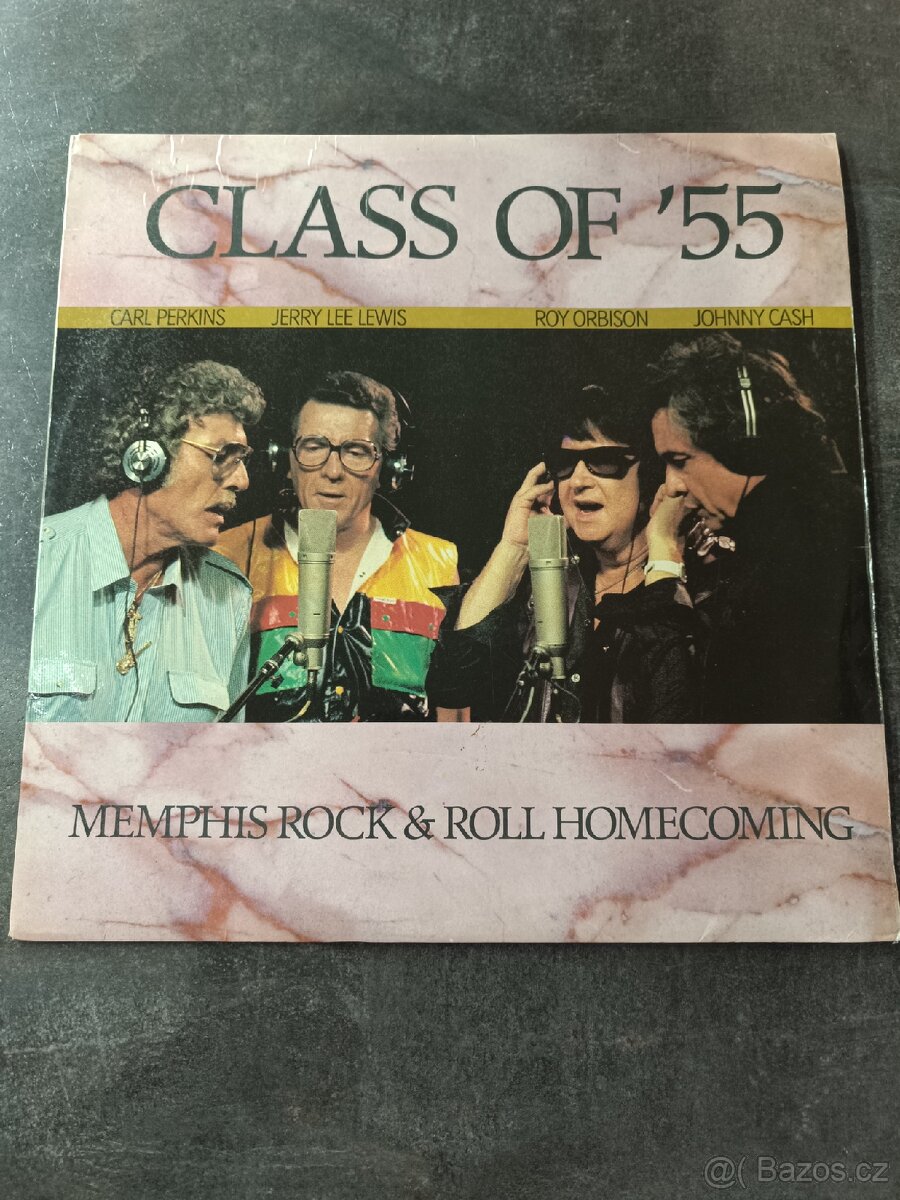 CLASS OF '55
CARL PERKINS JERRY LEE LEWIS ROY ORBISON JOHNNY CASH
MEMPHIS ROCK & ROLL HOMECOMING
@( Bazos.cz